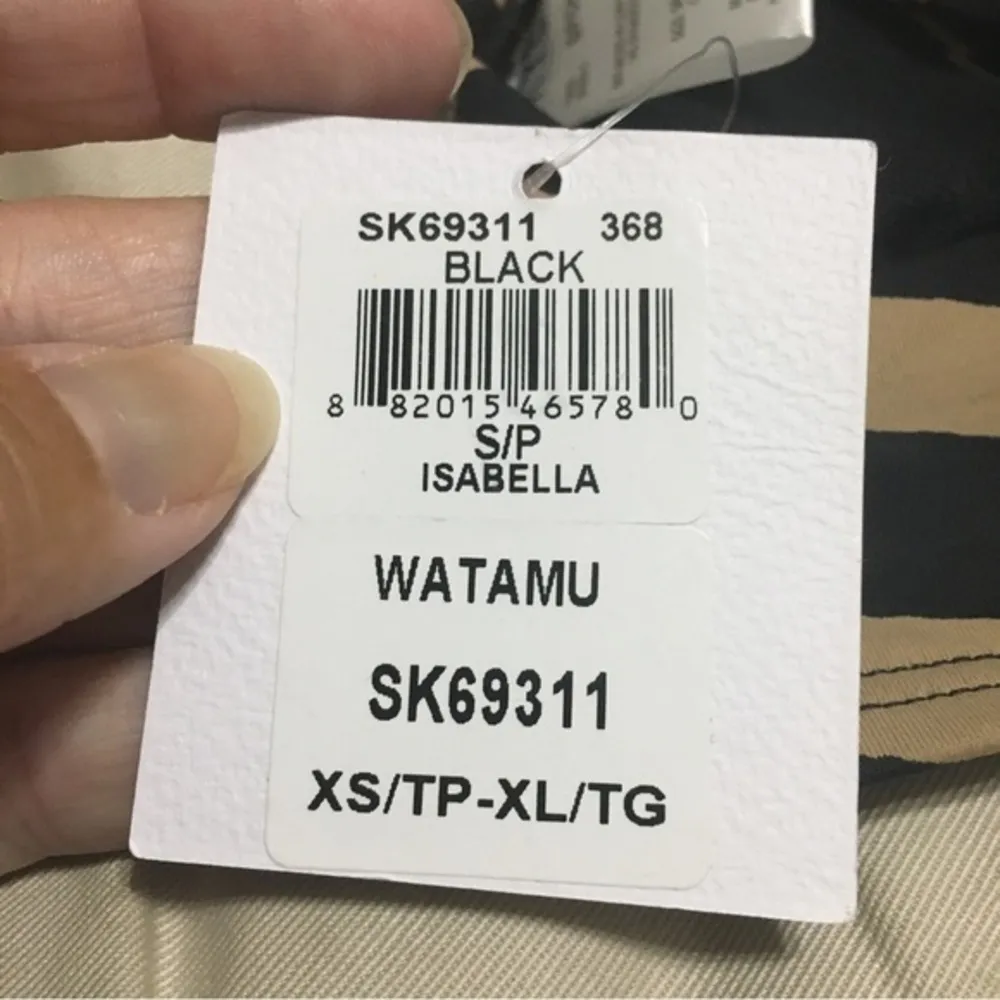 SK69311 368
BLACK
8 82015 46578 0
S/P
ISABELLA
WATAMU
SK69311
XS/TP-XL/TG